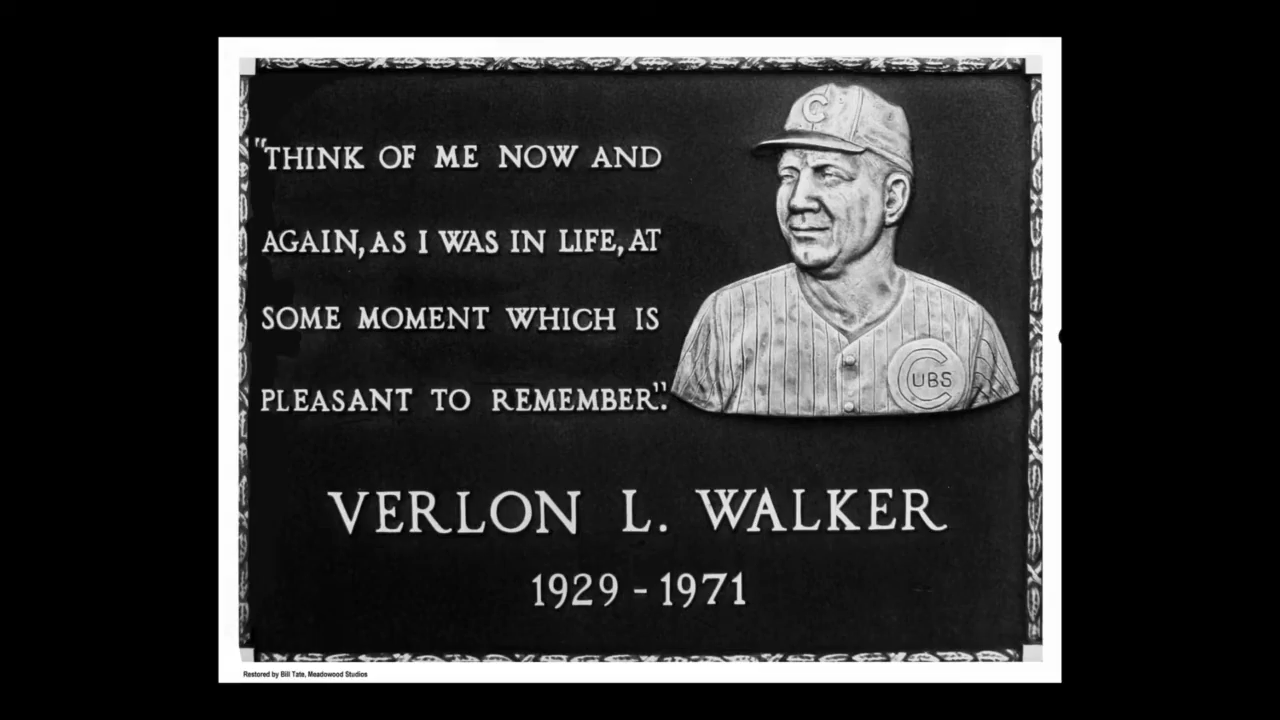 "THINK OF ME NOW AND
AGAIN, AS I WAS IN LIFE, AT
SOME MOMENT WHICH IS
PLEASANT TO REMEMBER."
C
CUBS
VERLON L. WALKER
1929 - 1971
Restored by Bill Tate, Meadowood Studios